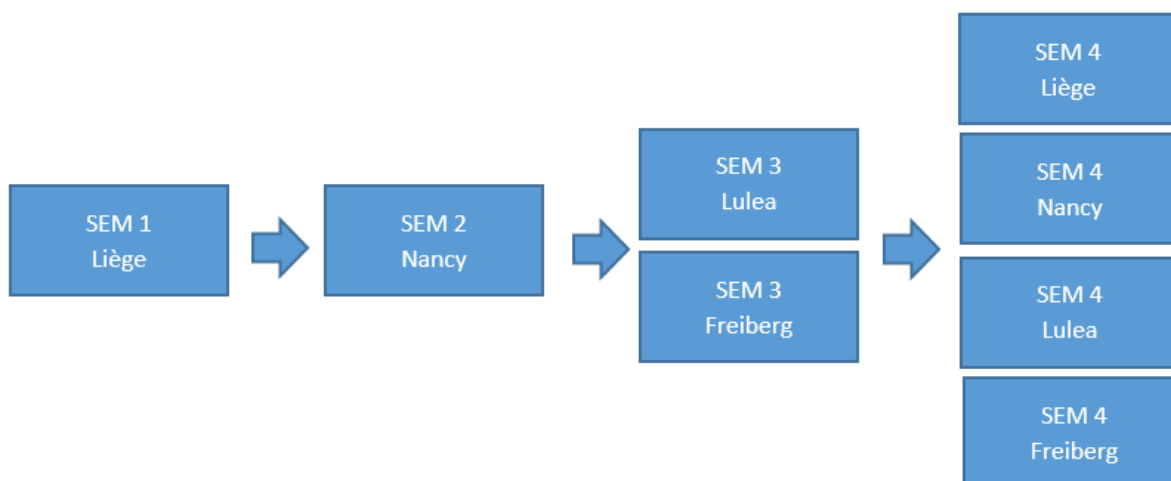 SEM 1
Liège
SEM 2
Nancy
SEM 3
Lulea
SEM 3
Freiberg
SEM 4
Liège
SEM 4
Nancy
SEM 4
Lulea
SEM 4
Freiberg